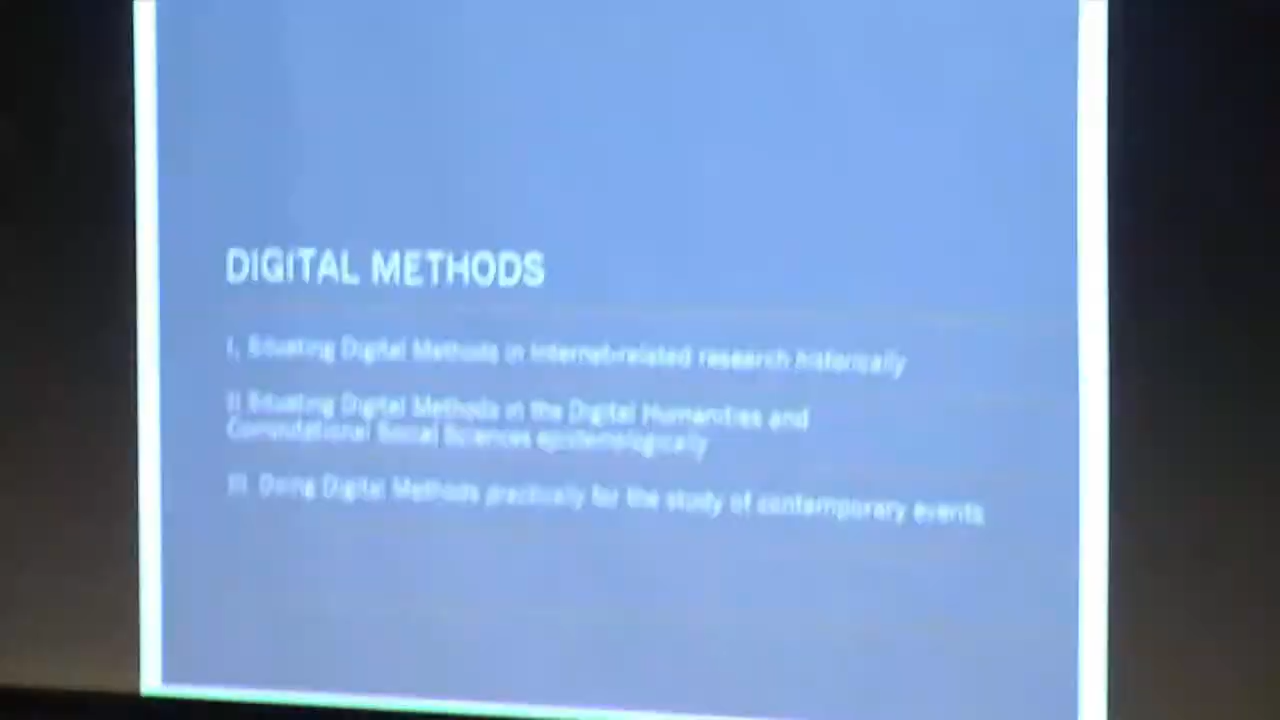 DIGITAL METHODS
I. Situating Digital Methods in Internet-related research historically
II Situating Digital Methods in the Digital Humanities and
Computational Social Sciences epistemologically
III. Doing Digital Methods practically for the study of contemporary events